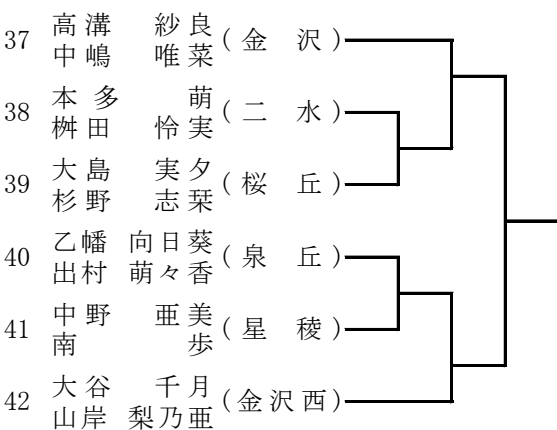 37 高溝 紗良 (金沢)
中嶋 唯菜
38 本多 萌 (二水)
桝田 怜実
39 大島 実夕 (桜丘)
杉野 志栞
40 乙幡 向日葵 (泉丘)
出村 萌々香
41 中野 亜美 (星稜)
南 歩
42 大谷 千月 (金沢西)
山岸 梨乃亜